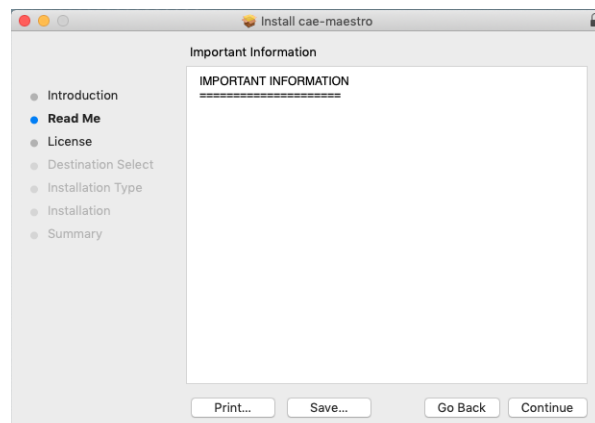 Install cae-maestro
Important Information
IMPORTANT INFORMATION
=====================
Introduction
Read Me
License
Destination Select
Installation Type
Installation
Summary
Print...
Save...
Go Back
Continue